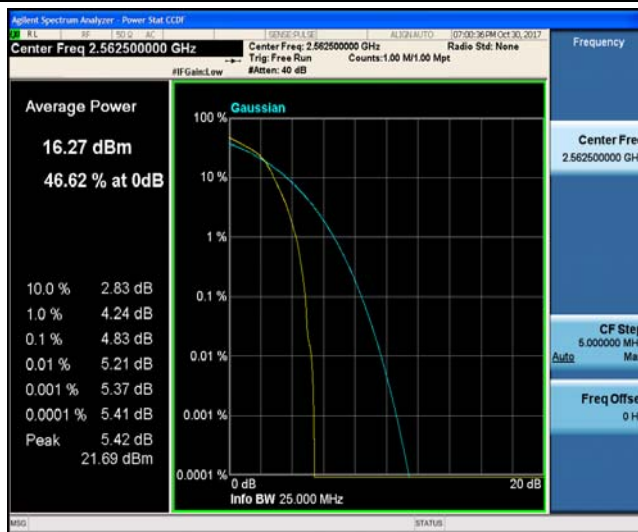 Agilent Spectrum Analyzer - Power Stat CCDF
RL RF 50 Ω AC SENSE:PULSE ALIGNAUTO 07:00:36 PM Oct 30, 2017
Center Freq 2.562500000 GHz
Center Freq: 2.562500000 GHz Radio Std: None
Trig: Free Run Counts:1.00 M/1.00 Mpt
#IFGain:Low #Atten: 40 dB
Frequency
Average Power
16.27 dBm
46.62 % at 0dB
10.0 % 2.83 dB
1.0 % 4.24 dB
0.1 % 4.83 dB
0.01 % 5.21 dB
0.001 % 5.37 dB
0.0001 % 5.41 dB
Peak 5.42 dB
21.69 dBm
Gaussian
100 %
10 %
1 %
0.1 %
0.01 %
0.001 %
0.0001 %
0 dB 20 dB
Info BW 25.000 MHz
Center Fre
2.562500000 GH
CF Ste
5.000000 MH
Auto Ma
Freq Offse
0 H
MSG STATUS